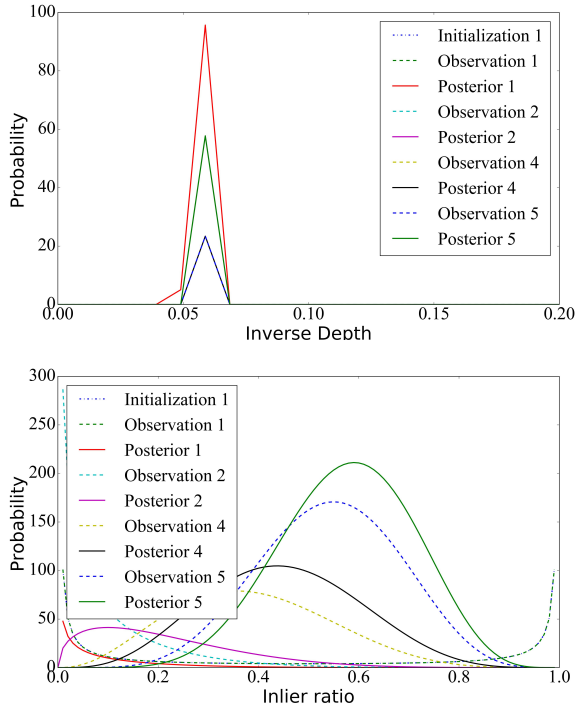 100
80
60
40
20
0
Probability
Initialization 1
Observation 1
Posterior 1
Observation 2
Posterior 2
Observation 4
Posterior 4
Observation 5
Posterior 5
0.00 0.05 0.10 0.15 0.20
Inverse Depth
300
250
200
150
100
50
0
Probability
Initialization 1
Observation 1
Posterior 1
Observation 2
Posterior 2
Observation 4
Posterior 4
Observation 5
Posterior 5
0.0 0.2 0.4 0.6 0.8 1.0
Inlier ratio